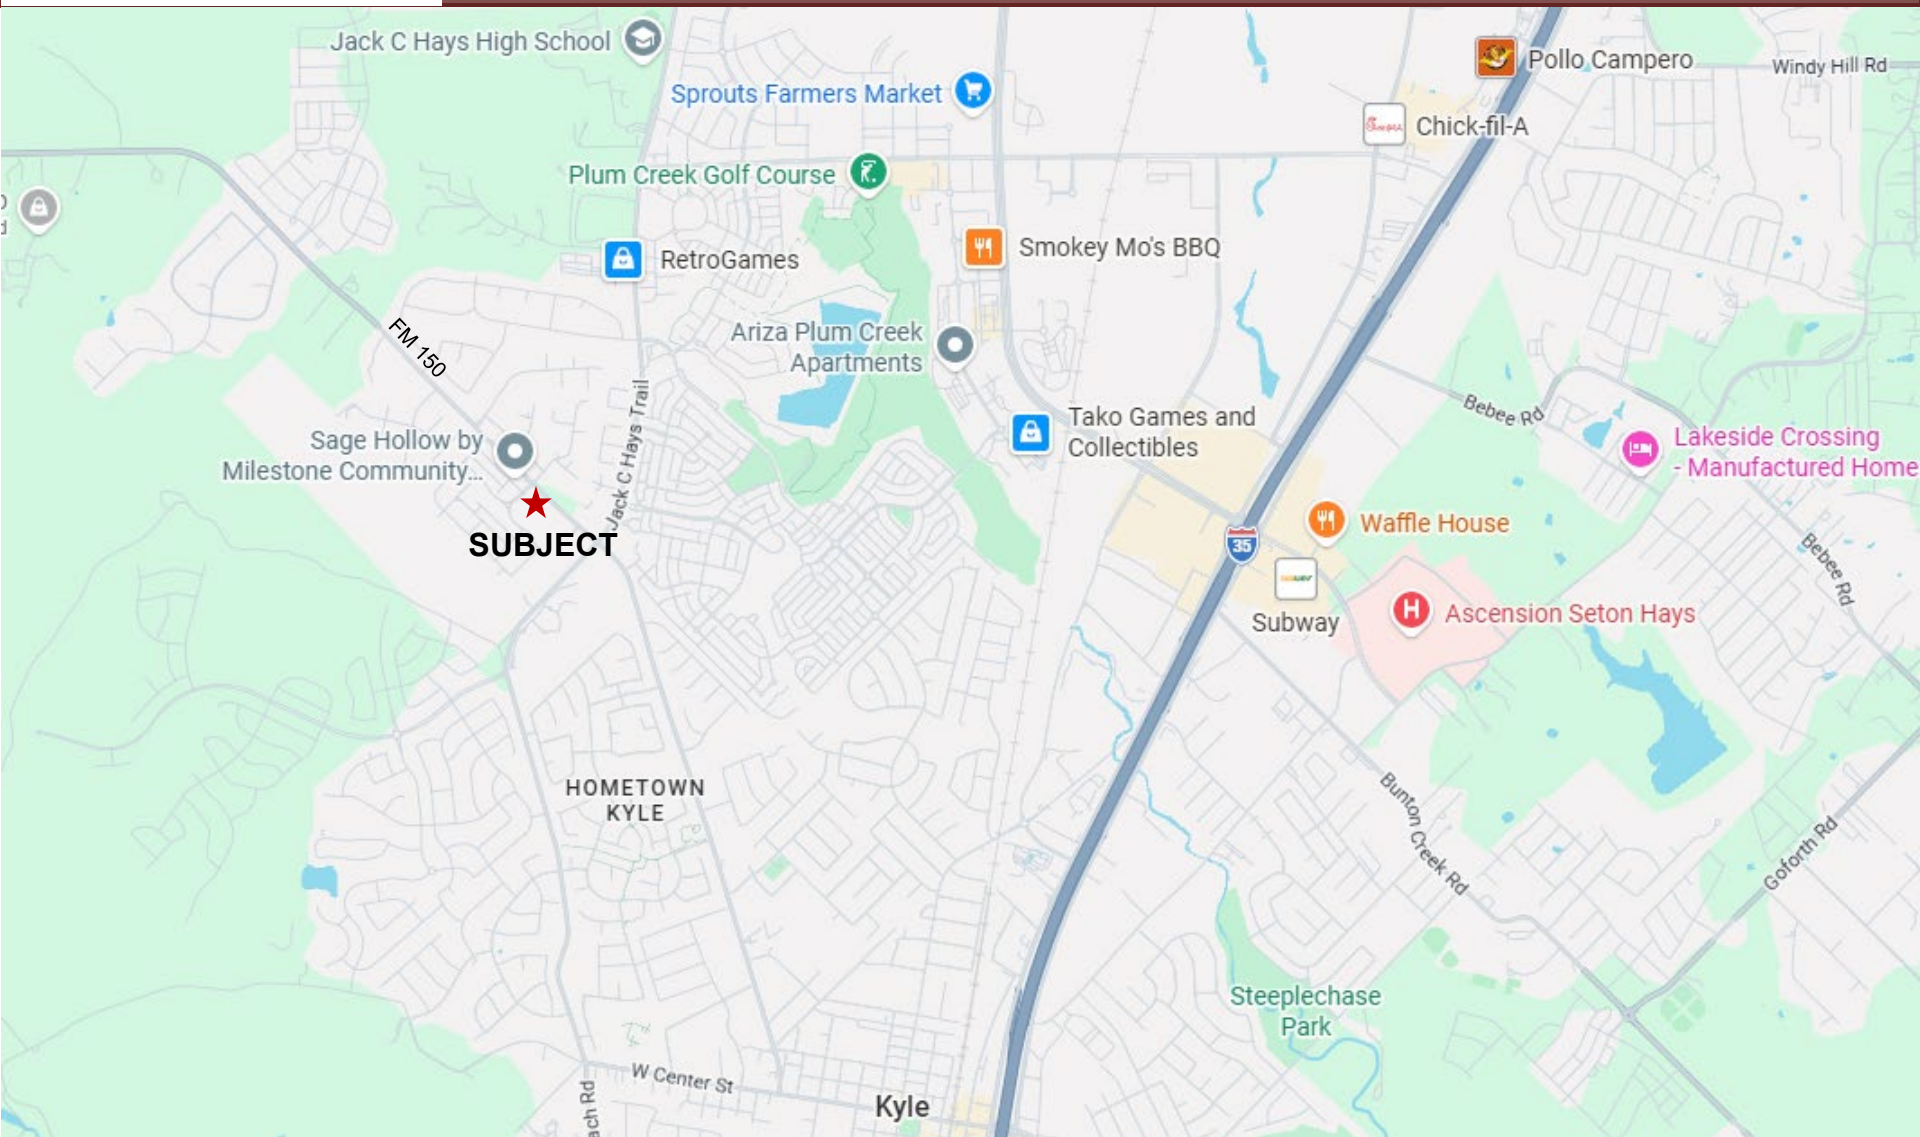 Jack C Hays High School
Pollo Campero
Windy Hill Rd
Sprouts Farmers Market
Chick-fil-A
Plum Creek Golf Course
Smokey Mo's BBQ
RetroGames
FM 150
Ariza Plum Creek
Apartments
Jack C Hays Trail
Bebee Rd
Tako Games and
Collectibles
Lakeside Crossing
- Manufactured Home
Sage Hollow by
Milestone Community...
SUBJECT
Waffle House
35
Bebee Rd
Subway
H
Ascension Seton Hays
HOMETOWN
KYLE
Bunton Creek Rd
Goforth Rd
Steeplechase
Park
W Center St
ach Rd
Kyle